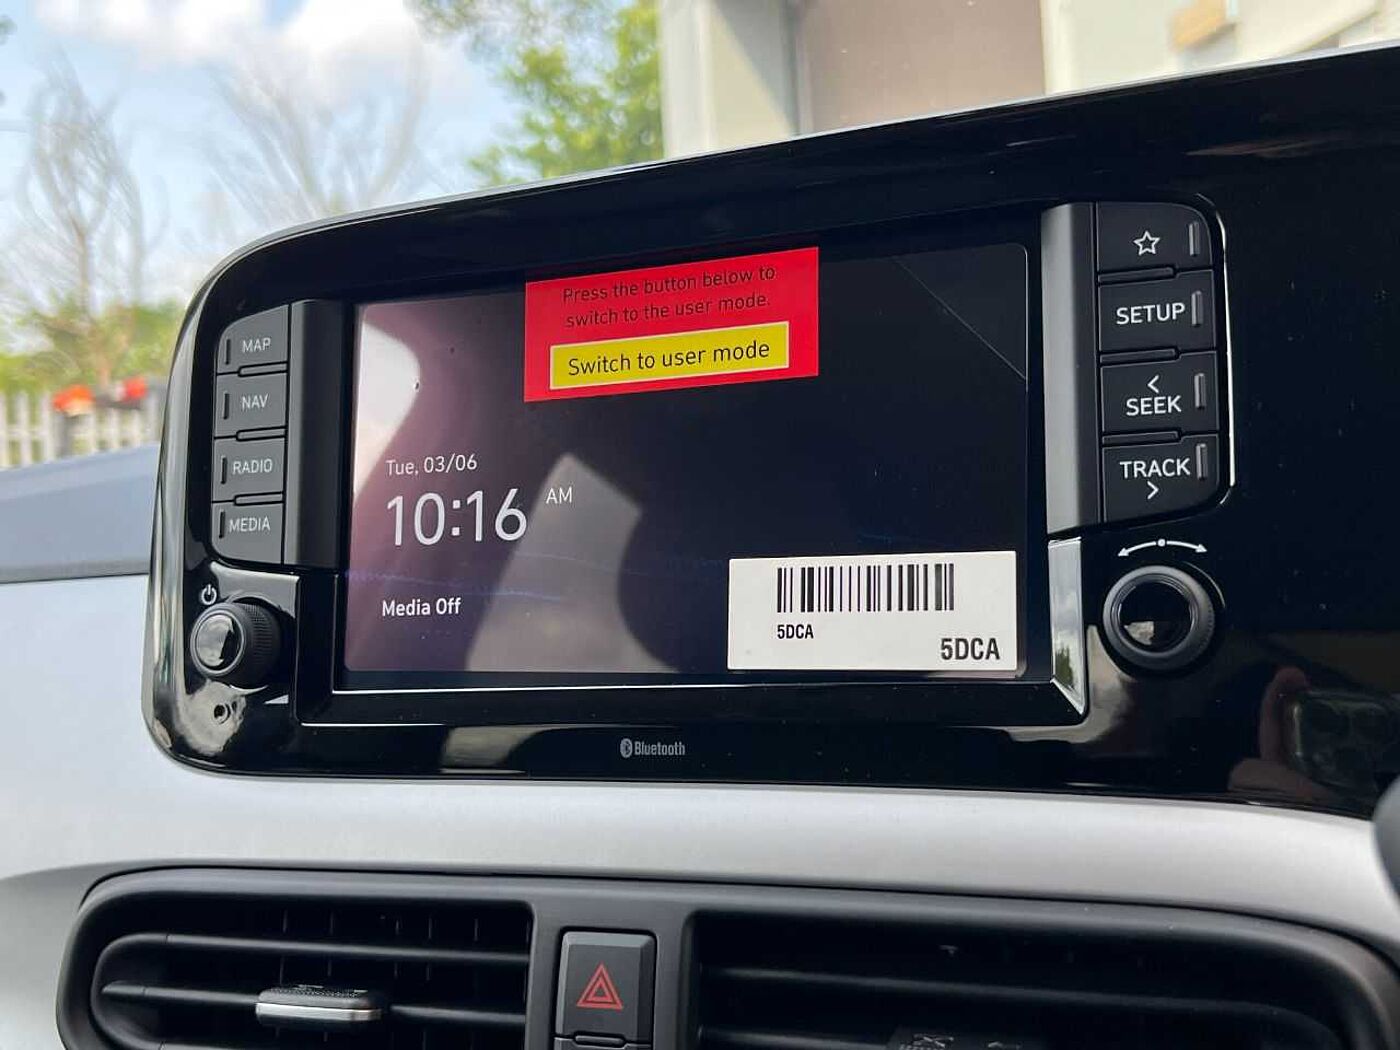 Press the button below to
switch to the user mode.
Switch to user mode
MAP
NAV
RADIO
MEDIA
Tue, 03/06
10:16 AM
Media Off
5DCA
5DCA
SETUP
<
SEEK
TRACK
>
Bluetooth